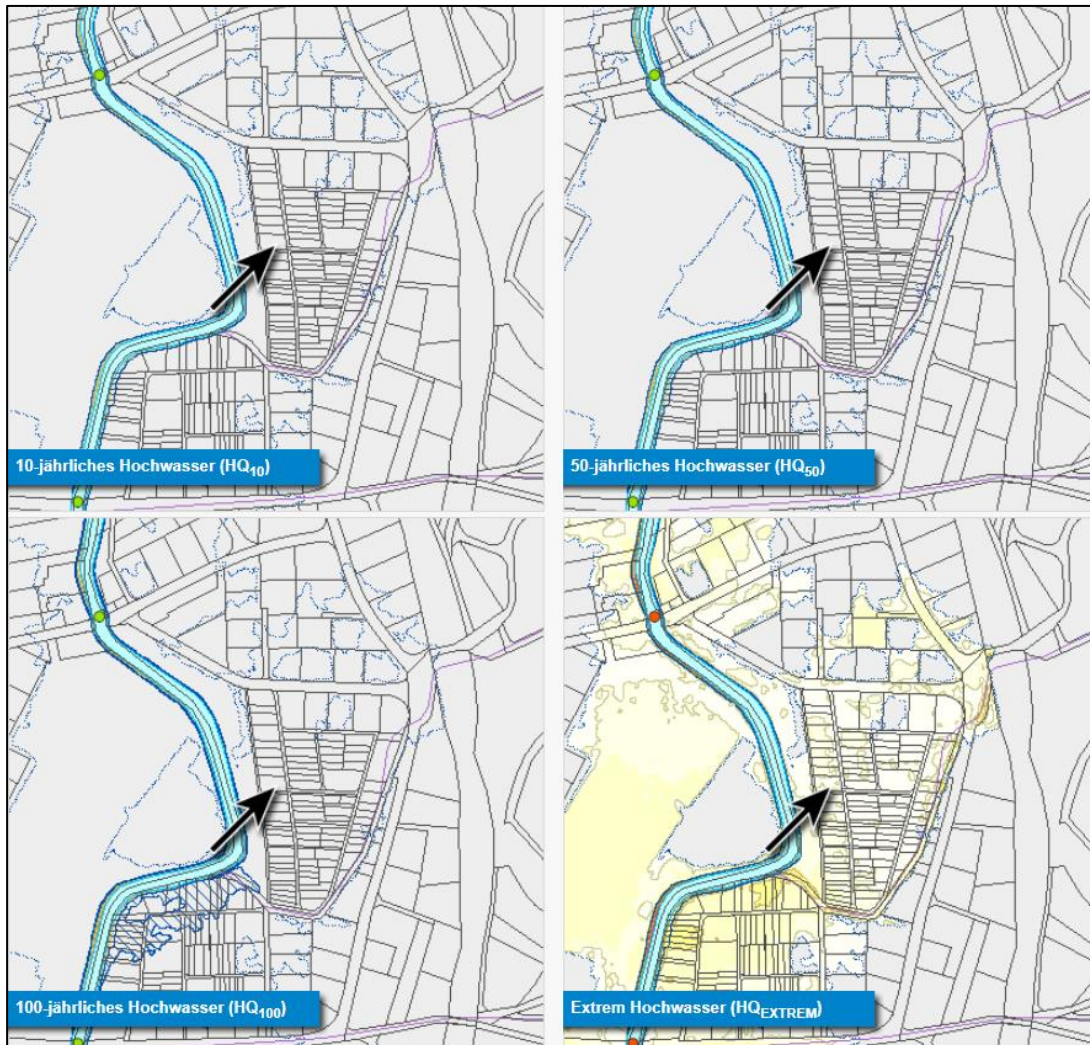 10-jährliches Hochwasser (HQ10)
50-jährliches Hochwasser (HQ50)
100-jährliches Hochwasser (HQ100)
Extrem Hochwasser (HQEXTREM)